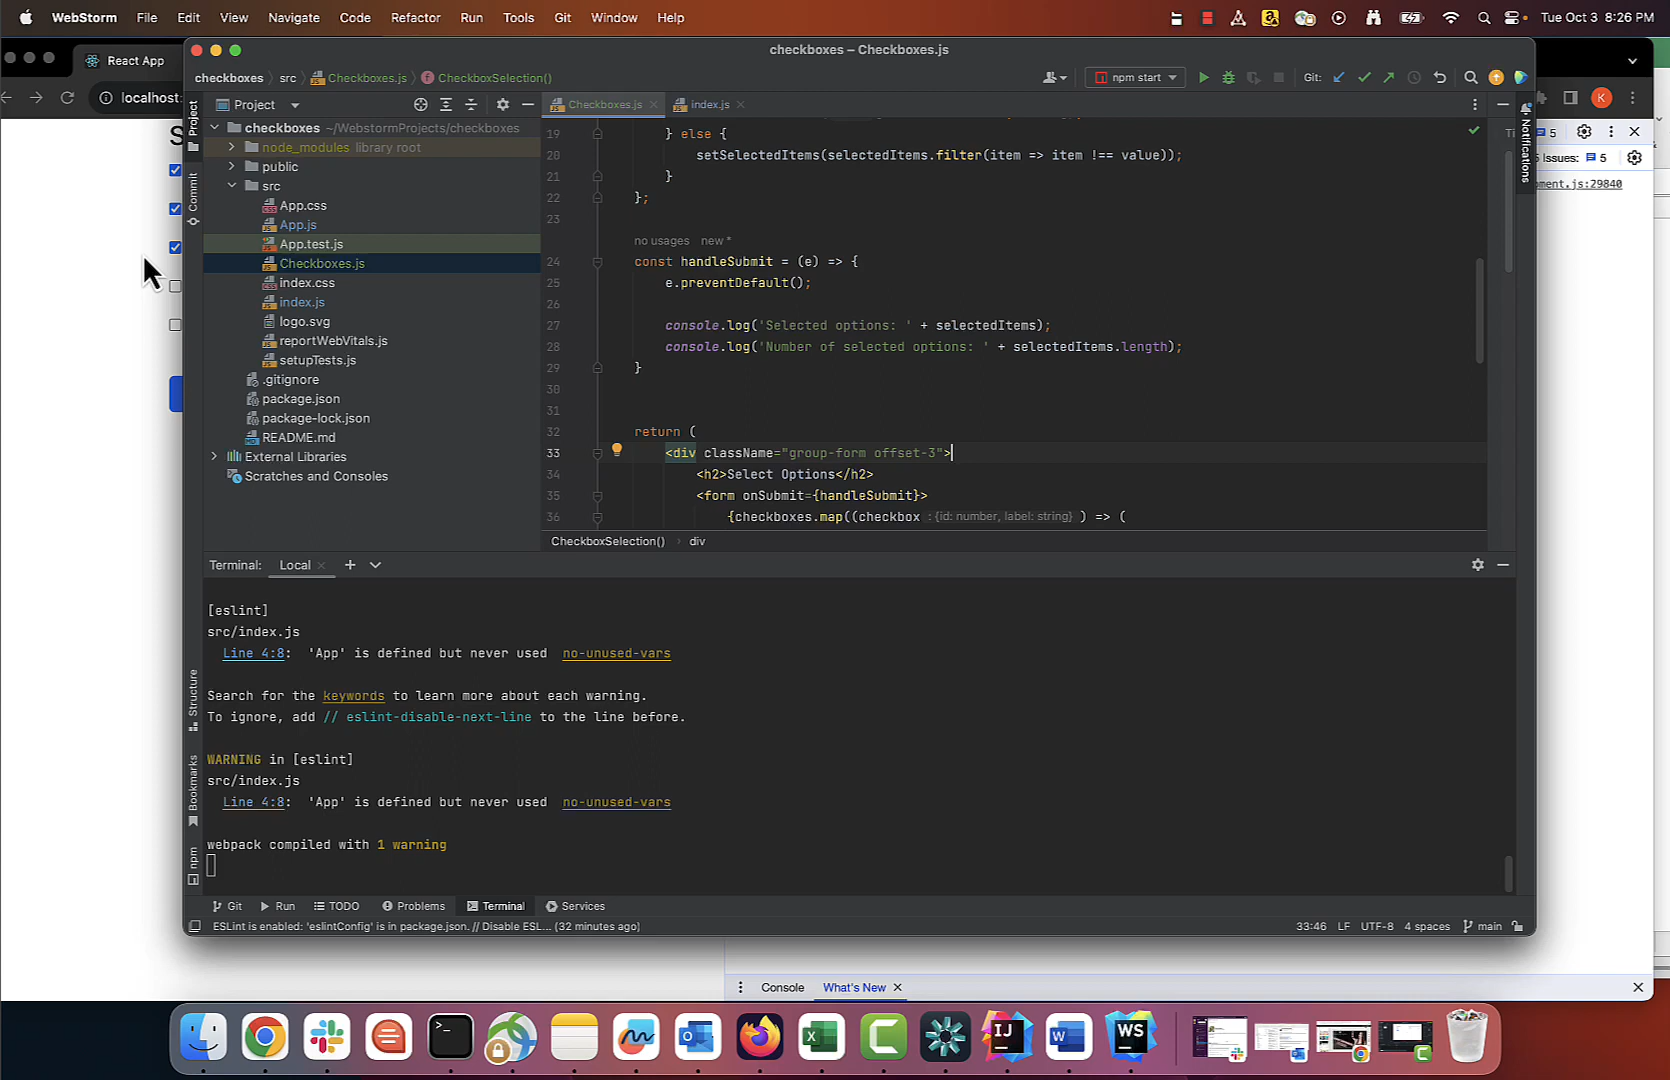 WebStorm File Edit View Navigate Code Refactor Run Tools Git Window Help Tue Oct 3 8:26 PM
checkboxes – Checkboxes.js
React App
localhost:
checkboxes src Checkboxes.js CheckboxSelection() npm start Git:
Project
checkboxes ~/WebstormProjects/checkboxes
node_modules library root
public
src
App.css
App.js
App.test.js
Checkboxes.js
index.css
index.js
logo.svg
reportWebVitals.js
setupTests.js
.gitignore
package.json
package-lock.json
README.md
External Libraries
Scratches and Consoles
Project
Commit
Structure
Bookmarks
npm
Notifications
Checkboxes.js index.js
19 } else {
20 setSelectedItems(selectedItems.filter(item => item !== value));
21 }
22 };
23
no usages new *
24 const handleSubmit = (e) => {
25 e.preventDefault();
26
27 console.log('Selected options: ' + selectedItems);
28 console.log('Number of selected options: ' + selectedItems.length);
29 }
30
31
32 return (
33 <div className="group-form offset-3">
34 <h2>Select Options</h2>
35 <form onSubmit={handleSubmit}>
36 {checkboxes.map((checkbox : {id: number, label: string} ) => (
CheckboxSelection() › div
5
Issues: 5
ment.js:29840
K
Terminal: Local
[eslint]
src/index.js
Line 4:8: 'App' is defined but never used no-unused-vars
Search for the keywords to learn more about each warning.
To ignore, add // eslint-disable-next-line to the line before.
WARNING in [eslint]
src/index.js
Line 4:8: 'App' is defined but never used no-unused-vars
webpack compiled with 1 warning
Git Run TODO Problems Terminal Services
ESLint is enabled: 'eslintConfig' is in package.json. // Disable ESL... (32 minutes ago) 33:46 LF UTF-8 4 spaces main
Console What's New
IJ
WS